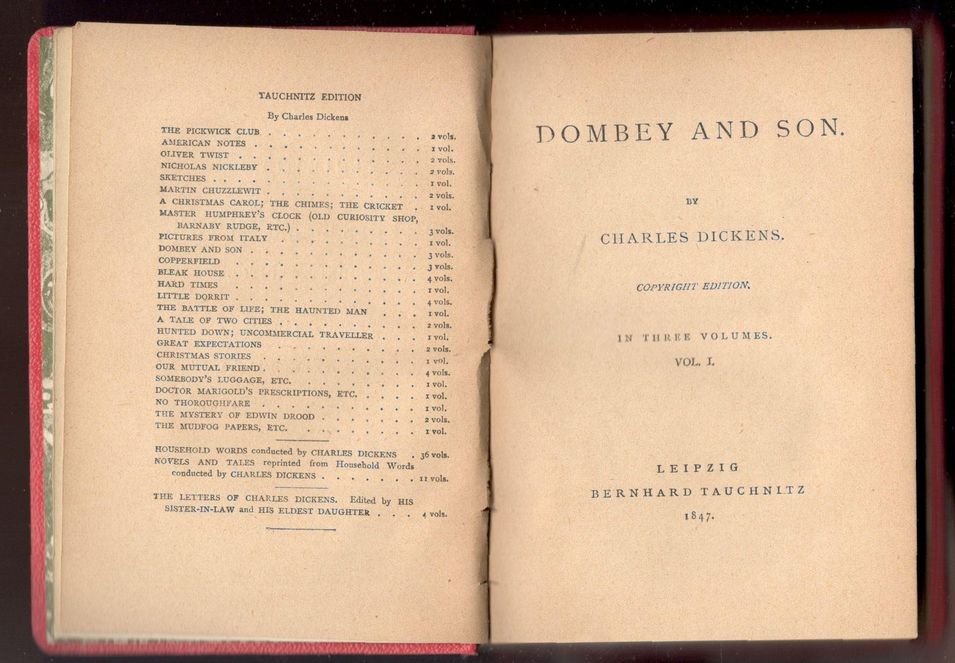 TAUCHNITZ EDITION
By Charles Dickens
THE PICKWICK CLUB . . . . . . . . . . . 2 vols.
AMERICAN NOTES . . . . . . . . . . . . 1 vol.
OLIVER TWIST . . . . . . . . . . . . . 2 vols.
NICHOLAS NICKLEBY . . . . . . . . . . . 2 vols.
SKETCHES . . . . . . . . . . . . . . 1 vol.
MARTIN CHUZZLEWIT . . . . . . . . . . . 2 vols.
A CHRISTMAS CAROL; THE CHIMES; THE CRICKET . 1 vol.
MASTER HUMPHREY'S CLOCK (OLD CURIOSITY SHOP,
BARNABY RUDGE, ETC.) . . . . . . . . . 3 vols.
PICTURES FROM ITALY . . . . . . . . . . 1 vol.
DOMBEY AND SON . . . . . . . . . . . . 3 vols.
COPPERFIELD . . . . . . . . . . . . . 3 vols.
BLEAK HOUSE . . . . . . . . . . . . . 4 vols.
HARD TIMES . . . . . . . . . . . . . 1 vol.
LITTLE DORRIT . . . . . . . . . . . . 4 vols.
THE BATTLE OF LIFE; THE HAUNTED MAN . . . 1 vol.
A TALE OF TWO CITIES . . . . . . . . . . 2 vols.
HUNTED DOWN; UNCOMMERCIAL TRAVELLER . . . 1 vol.
GREAT EXPECTATIONS . . . . . . . . . . 2 vols.
CHRISTMAS STORIES . . . . . . . . . . . 1 vol.
OUR MUTUAL FRIEND . . . . . . . . . . . 4 vols.
SOMEBODY'S LUGGAGE, ETC. . . . . . . . . 1 vol.
DOCTOR MARIGOLD'S PRESCRIPTIONS, ETC. . . . . 1 vol.
NO THOROUGHFARE . . . . . . . . . . . 1 vol.
THE MYSTERY OF EDWIN DROOD . . . . . . . 2 vols.
THE MUDFOG PAPERS, ETC. . . . . . . . . 1 vol.
HOUSEHOLD WORDS conducted by CHARLES DICKENS . 36 vols.
NOVELS AND TALES reprinted from Household Words
conducted by CHARLES DICKENS . . . . . . . 11 vols.
THE LETTERS OF CHARLES DICKENS. Edited by HIS
SISTER-IN-LAW and HIS ELDEST DAUGHTER . . . 4 vols.
DOMBEY AND SON.
BY
CHARLES DICKENS.
COPYRIGHT EDITION.
IN THREE VOLUMES.
VOL. I.
LEIPZIG
BERNHARD TAUCHNITZ
1847.